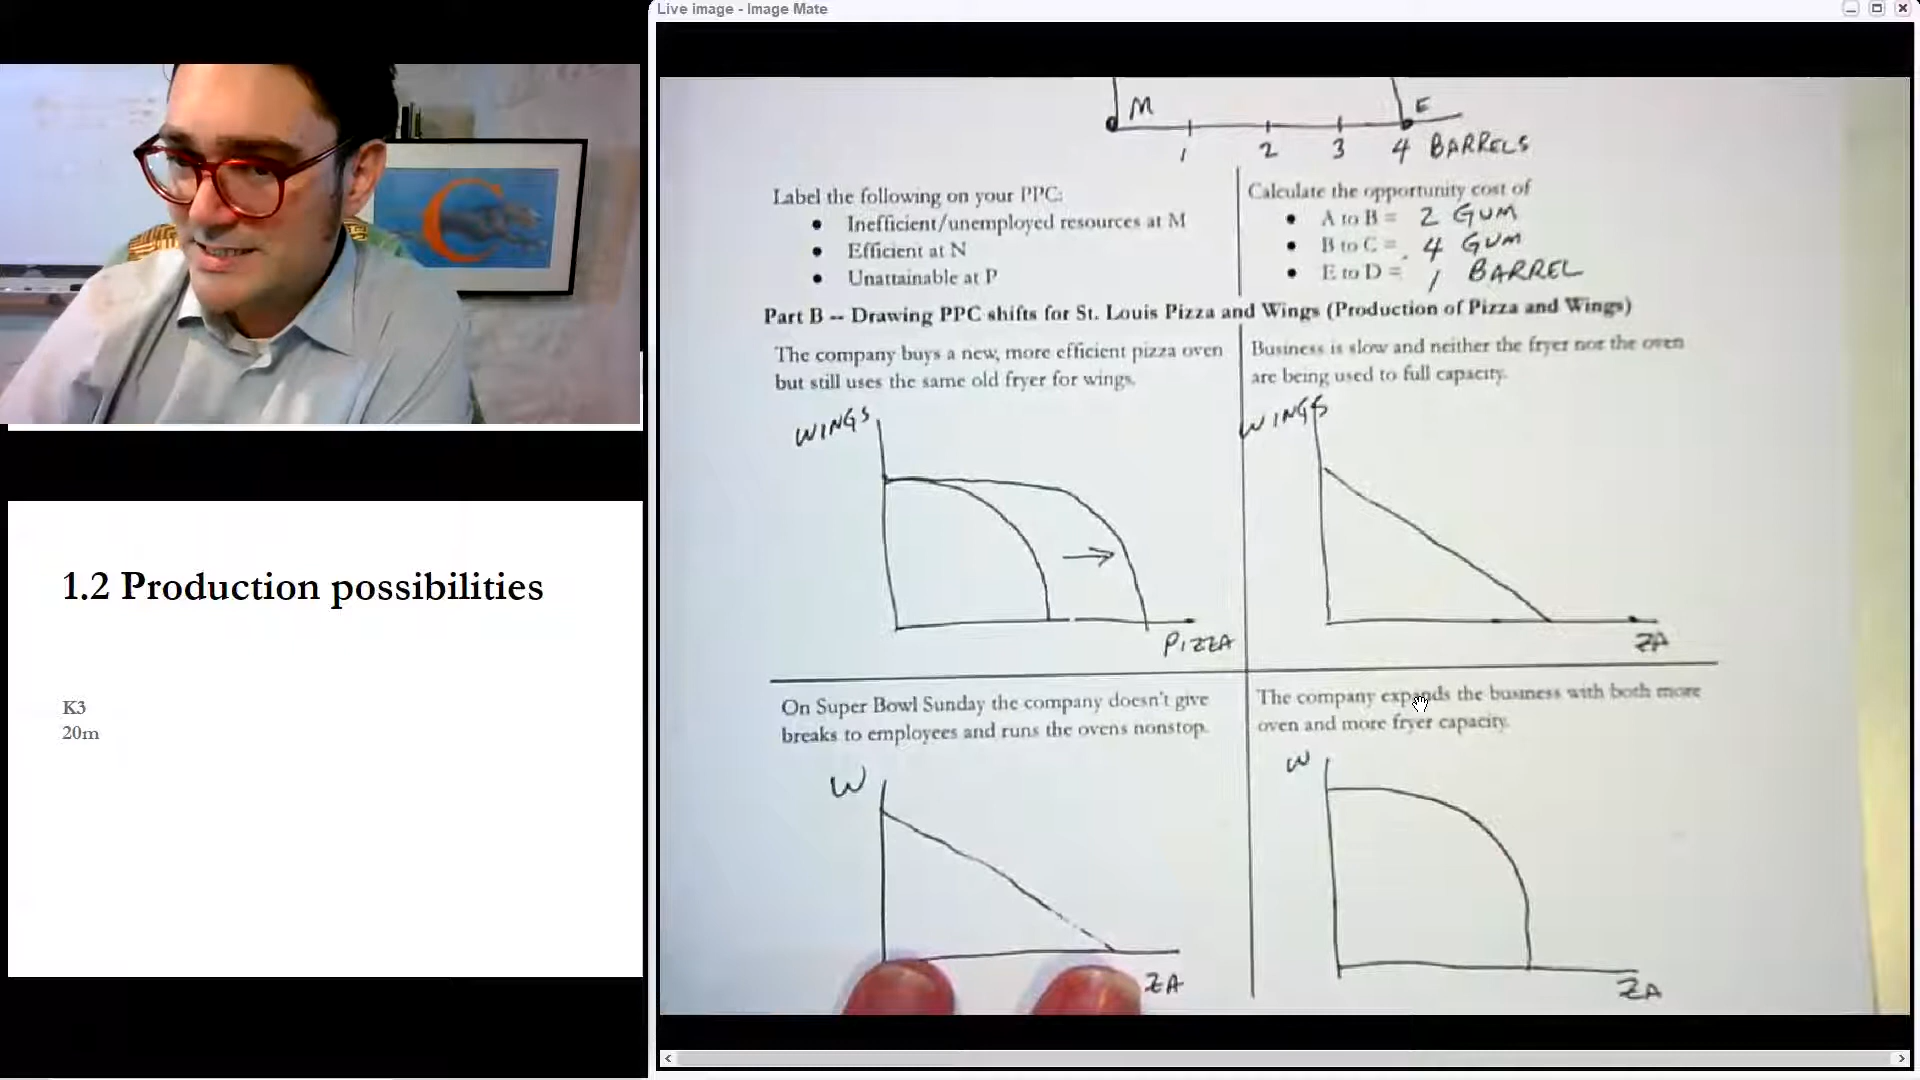 Live image - Image Mate
M
E
1 2 3 4 BARRELS
Label the following on your PPC:
• Inefficient/unemployed resources at M
• Efficient at N
• Unattainable at P
Calculate the opportunity cost of
• A to B = 2 GUM
• B to C = 4 GUM
• E to D = 1 BARREL
Part B -- Drawing PPC shifts for St. Louis Pizza and Wings (Production of Pizza and Wings)
The company buys a new, more efficient pizza oven
but still uses the same old fryer for wings.
WINGS
PIZZA
Business is slow and neither the fryer nor the oven
are being used to full capacity.
WINGS
ZA
On Super Bowl Sunday the company doesn't give
breaks to employees and runs the ovens nonstop.
W
ZA
The company expands the business with both more
oven and more fryer capacity.
W
ZA
C
1.2 Production possibilities
K3
20m